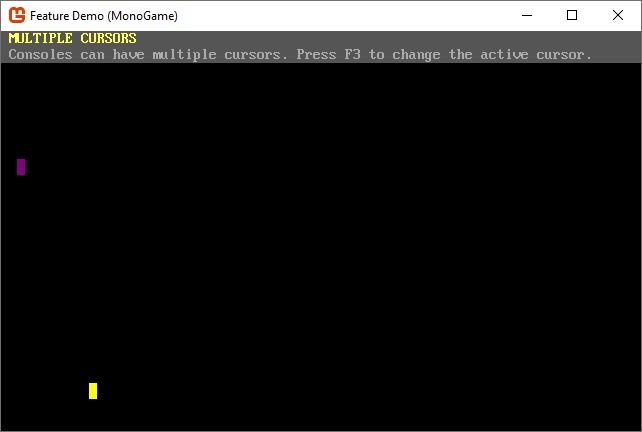 Feature Demo (MonoGame)
MULTIPLE CURSORS
Consoles can have multiple cursors. Press F3 to change the active cursor.